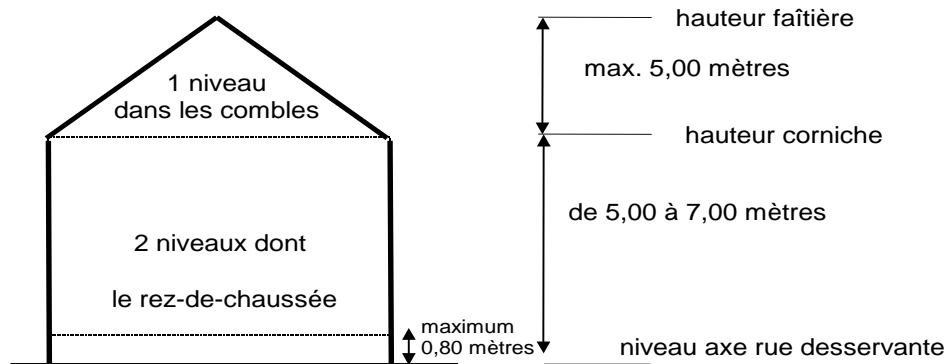 hauteur faîtière
max. 5,00 mètres
1 niveau
dans les combles
hauteur corniche
de 5,00 à 7,00 mètres
2 niveaux dont
le rez-de-chaussée
maximum
0,80 mètres
niveau axe rue desservante